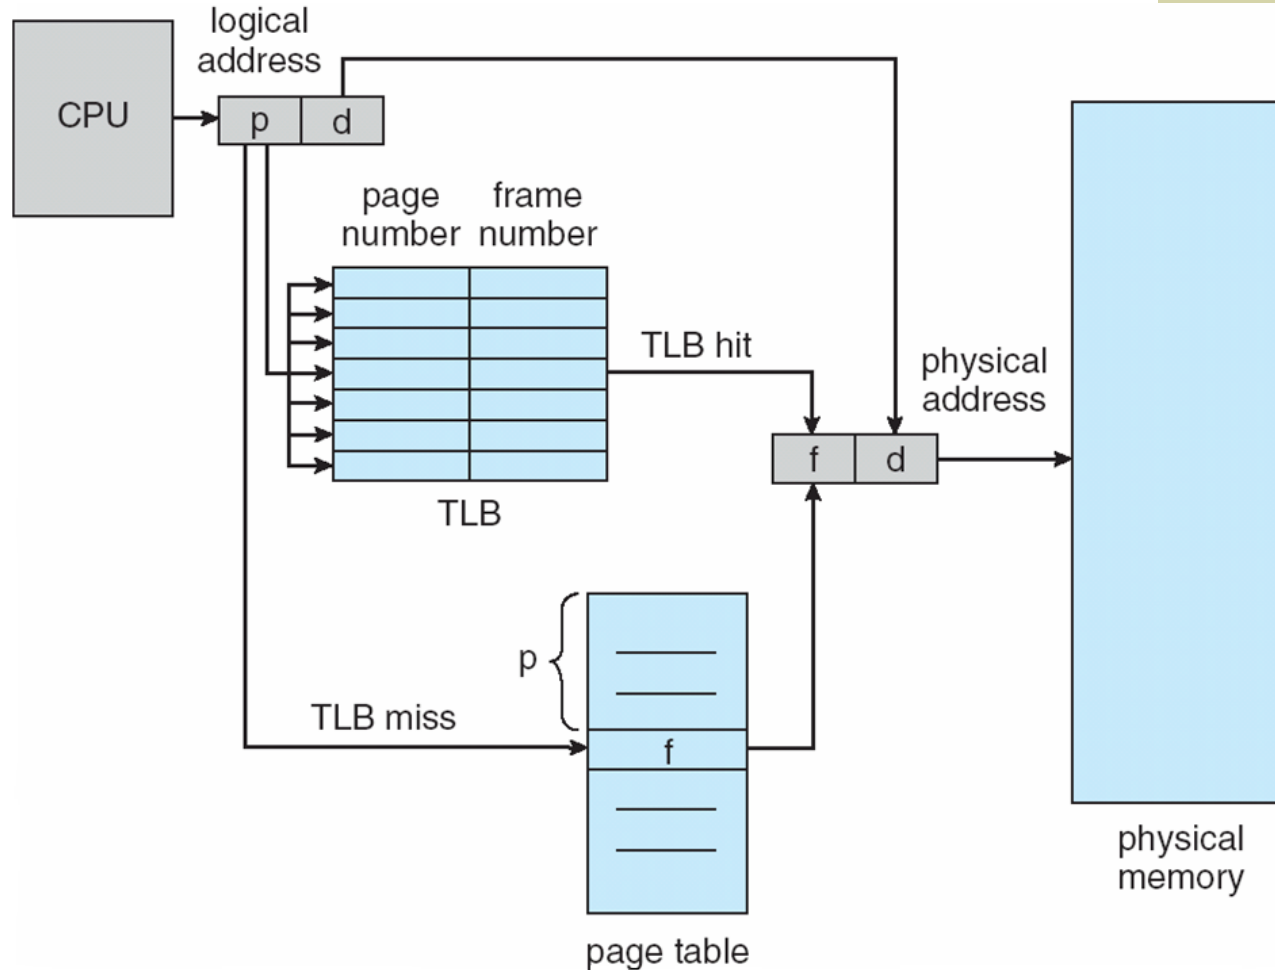 logical
address
CPU
p
d
page
number
frame
number
TLB hit
TLB
physical
address
f
d
p
TLB miss
f
page table
physical
memory